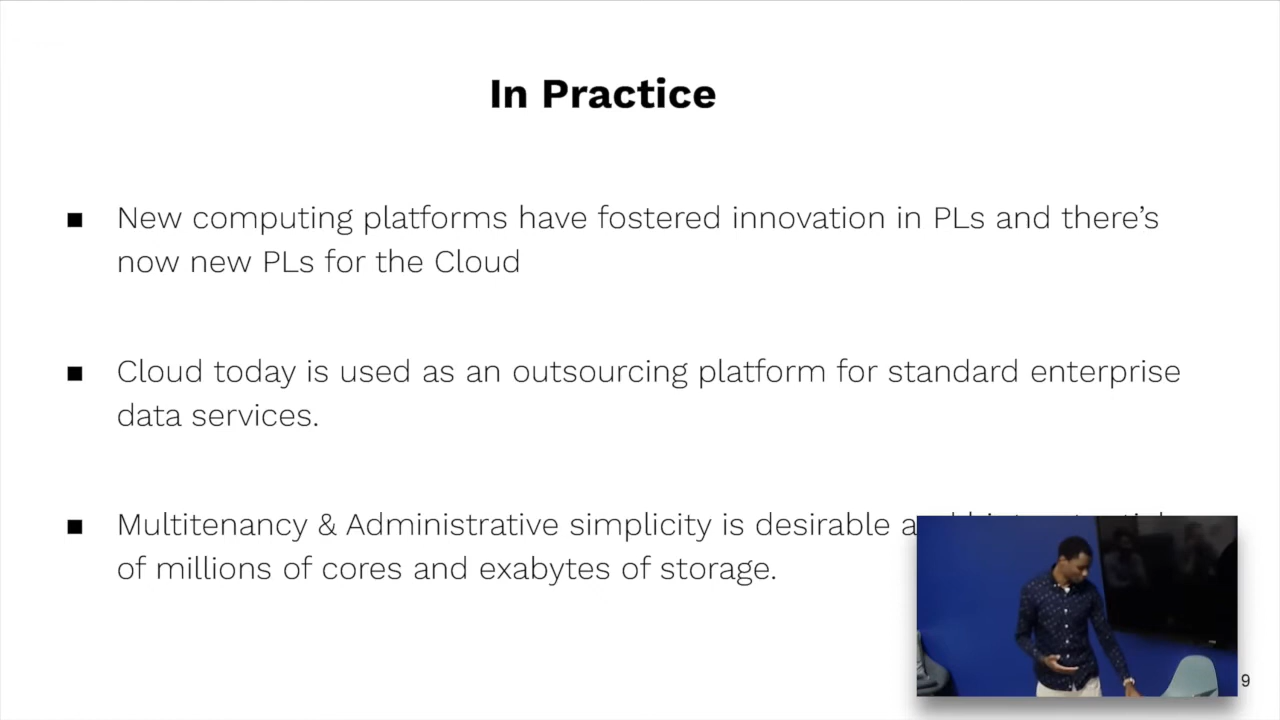 In Practice
▪ New computing platforms have fostered innovation in PLs and there's
now new PLs for the Cloud
▪ Cloud today is used as an outsourcing platform for standard enterprise
data services.
▪ Multitenancy & Administrative simplicity is desirable
of millions of cores and exabytes of storage.
9